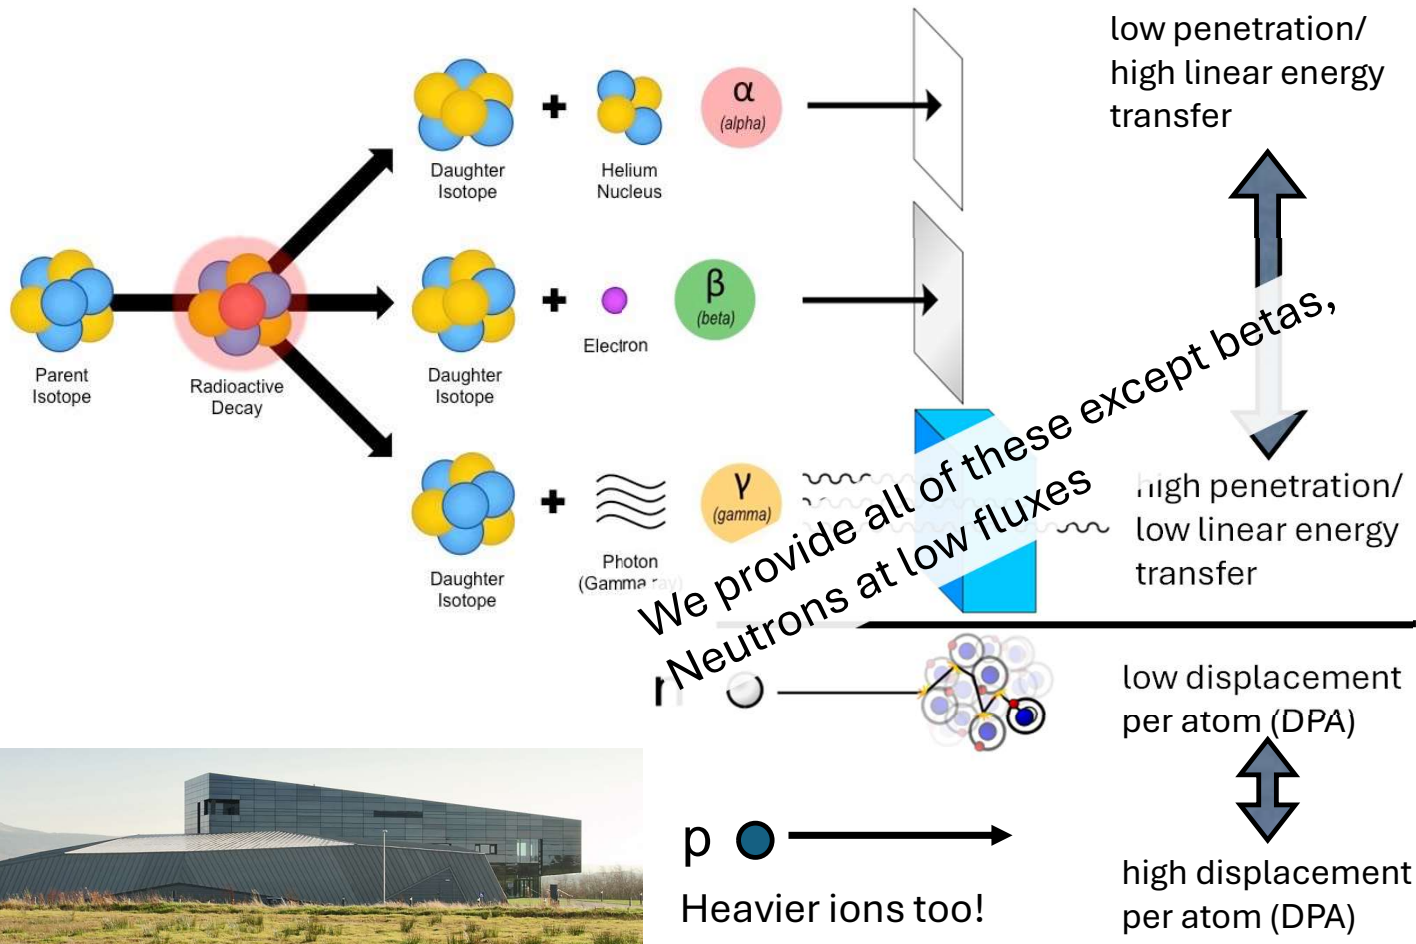 low penetration/
high linear energy
transfer
α
(alpha)
Daughter
Isotope
Helium
Nucleus
β
(beta)
Parent
Isotope
Radioactive
Decay
Daughter
Isotope
Electron
We provide all of these except betas,
Neutrons at low fluxes
γ
(gamma)
Daughter
Isotope
Photon
(Gamma ray)
high penetration/
low linear energy
transfer
n
low displacement
per atom (DPA)
p
Heavier ions too!
high displacement
per atom (DPA)